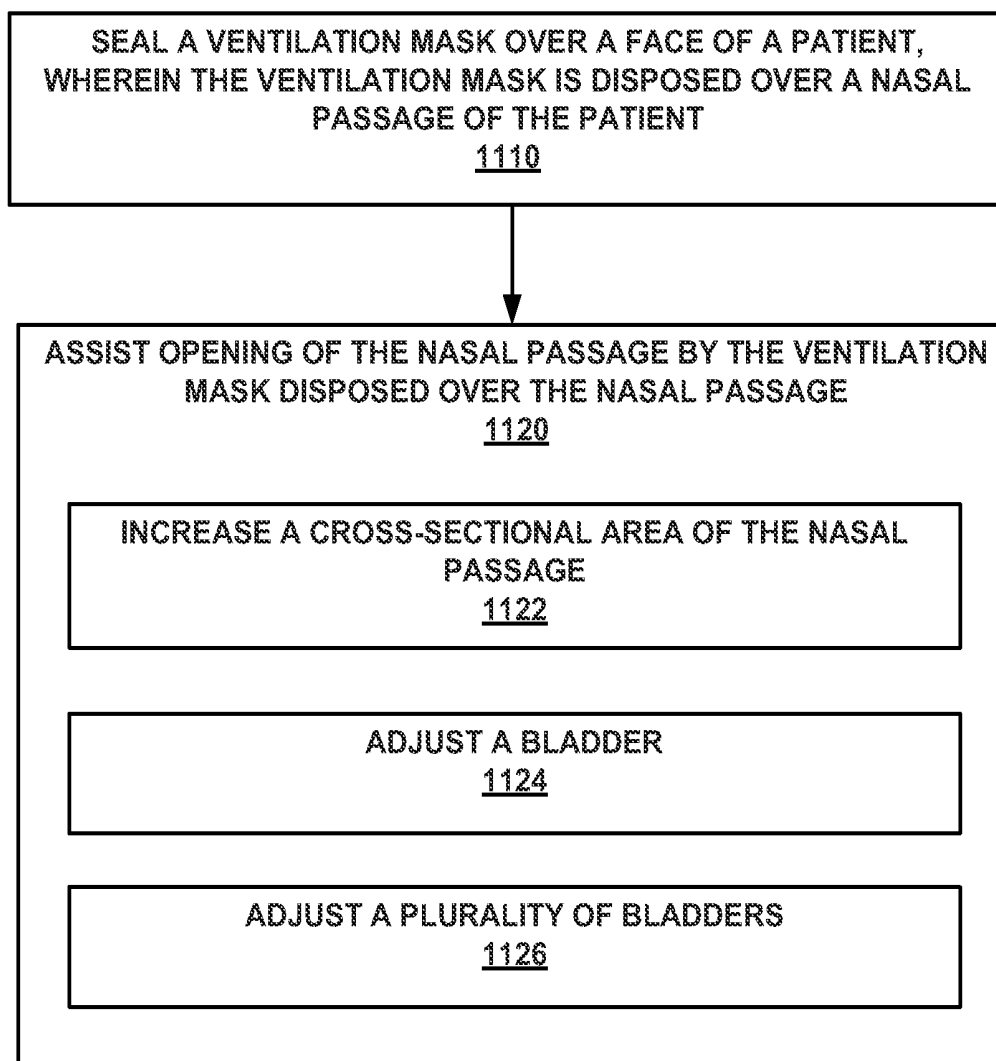 SEAL A VENTILATION MASK OVER A FACE OF A PATIENT,
WHEREIN THE VENTILATION MASK IS DISPOSED OVER A NASAL
PASSAGE OF THE PATIENT
1110
ASSIST OPENING OF THE NASAL PASSAGE BY THE VENTILATION
MASK DISPOSED OVER THE NASAL PASSAGE
1120
INCREASE A CROSS-SECTIONAL AREA OF THE NASAL
PASSAGE
1122
ADJUST A BLADDER
1124
ADJUST A PLURALITY OF BLADDERS
1126